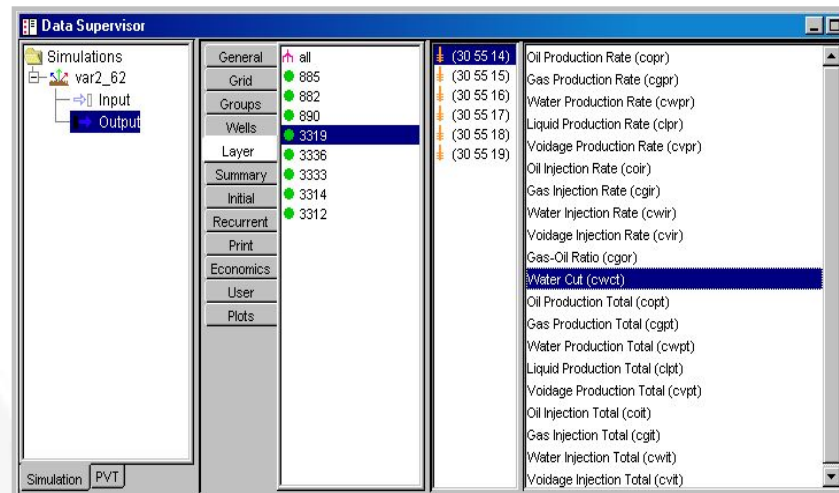 Data Supervisor
Simulations
var2_62
Input
Output
Simulation
PVT
General
Grid
Groups
Wells
Layer
Summary
Initial
Recurrent
Print
Economics
User
Plots
all
885
882
890
3319
3336
3333
3314
3312
(30 55 14)
(30 55 15)
(30 55 16)
(30 55 17)
(30 55 18)
(30 55 19)
Oil Production Rate (copr)
Gas Production Rate (cgpr)
Water Production Rate (cwpr)
Liquid Production Rate (clpr)
Voidage Production Rate (cvpr)
Oil Injection Rate (coir)
Gas Injection Rate (cgir)
Water Injection Rate (cwir)
Voidage Injection Rate (cvir)
Gas-Oil Ratio (cgor)
Water Cut (cwct)
Oil Production Total (copt)
Gas Production Total (cgpt)
Water Production Total (cwpt)
Liquid Production Total (clpt)
Voidage Production Total (cvpt)
Oil Injection Total (coit)
Gas Injection Total (cgit)
Water Injection Total (cwit)
Voidage Injection Total (cvit)